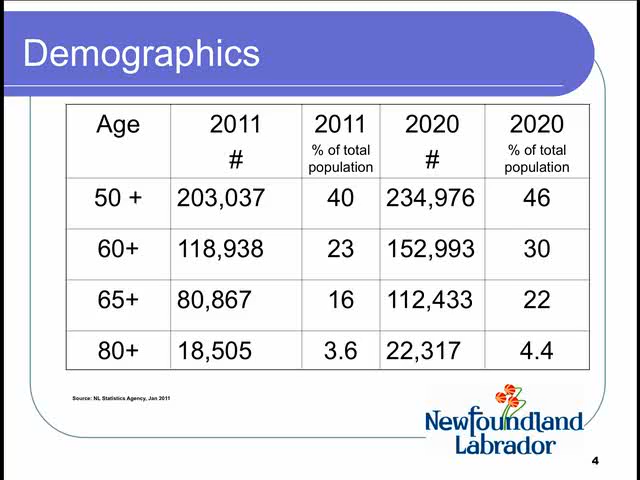 Demographics
Age 2011 2011 2020 2020
# % of total population # % of total population
50 + 203,037 40 234,976 46
60+ 118,938 23 152,993 30
65+ 80,867 16 112,433 22
80+ 18,505 3.6 22,317 4.4
Source: NL Statistics Agency, Jan 2011
Newfoundland
Labrador
4